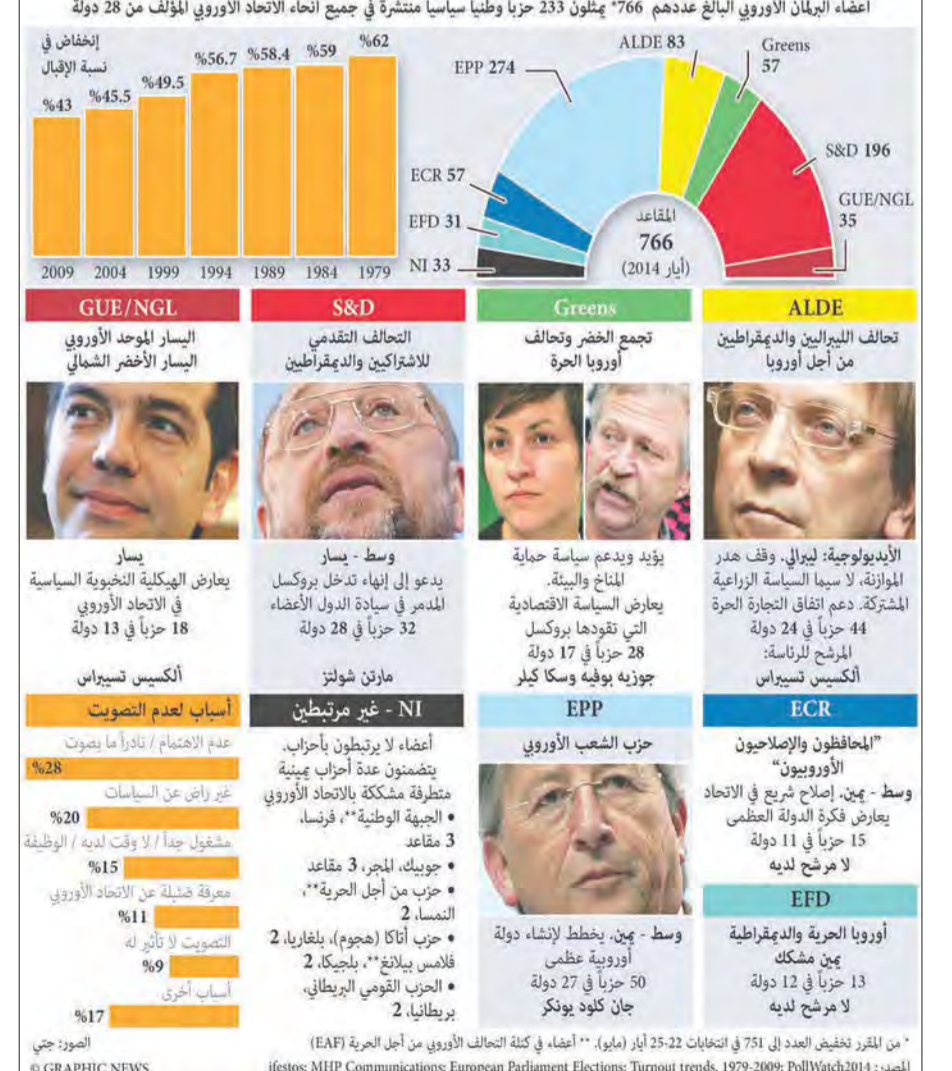 أعضاء البرلمان الأوروبي البالغ عددهم 766* يمثلون 233 حزباً وطنياً سياسياً منتشرة في جميع أنحاء الاتحاد الأوروبي المؤلف من 28 دولة
إنخفاض في
نسبة الإقبال
%62
%59
%58.4
%56.7
%49.5
%45.5
%43
1979
1984
1989
1994
1999
2004
2009
ALDE 83
Greens
57
EPP 274
S&D 196
ECR 57
GUE/NGL
35
EFD 31
NI 33
المقاعد
766
(أيار 2014)
ALDE
تحالف الليبراليين والديمقراطيين
من أجل أوروبا
الأيديولوجية: ليبرالي. وقف هدر
الموازنة، لا سيما السياسة الزراعية
المشتركة. دعم اتفاق التجارة الحرة
44 حزباً في 24 دولة
المرشح للرئاسة:
ألكسيس تسيبراس
Greens
تجمع الخضر وتحالف
أوروبا الحرة
يؤيد ويدعم سياسة حماية
المناخ والبيئة.
يعارض السياسة الاقتصادية
التي تقودها بروكسل
28 حزباً في 17 دولة
جوزيه بوفيه وسكا كيلر
S&D
التحالف التقدمي
للاشتراكيين والديمقراطيين
وسط - يسار
يدعو إلى إنهاء تدخل بروكسل
المدمر في سيادة الدول الأعضاء
32 حزباً في 28 دولة
مارتن شولتز
GUE/NGL
اليسار الموحد الأوروبي
اليسار الأخضر الشمالي
يسار
يعارض الهيكلية النخبوية السياسية
في الاتحاد الأوروبي
18 حزباً في 13 دولة
ألكسيس تسيبراس
ECR
"المحافظون والإصلاحيون
الأوروبيون"
وسط - يمين. إصلاح شريع في الاتحاد
يعارض فكرة الدولة العظمى
15 حزباً في 11 دولة
لا مرشح لديه
EFD
أوروبا الحرية والديمقراطية
يمين مشكك
13 حزباً في 12 دولة
لا مرشح لديه
EPP
حزب الشعب الأوروبي
وسط - يمين. يخطط لإنشاء دولة
أوروبية عظمى
50 حزباً في 27 دولة
جان كلود يونكر
NI - غير مرتبطين
أعضاء لا يرتبطون بأحزاب.
يتضمنون عدة أحزاب يمينية
متطرفة مشككة بالاتحاد الأوروبي
• الجبهة الوطنية**، فرنسا،
3 مقاعد
• جوبيك، المجر، 3 مقاعد
• حزب من أجل الحرية**،
النمسا، 2
• حزب أتاكا (هجوم)، بلغاريا، 2
فلامس بيلانغ**، بلجيكا، 2
• الحزب القومي البريطاني،
بريطانيا، 2
أسباب لعدم التصويت
عدم الاهتمام / نادراً ما يصوت
%28
غير راض عن السياسات
%20
مشغول جداً / لا وقت لديه / الوظيفة
%15
معرفة ضئيلة عن الاتحاد الأوروبي
%11
التصويت لا تأثير له
%9
أسباب أخرى
%17
* من المقرر تخفيض العدد إلى 751 في انتخابات 22-25 أيار (مايو). ** أعضاء في كتلة التحالف الأوروبي من أجل الحرية (EAF)
الصور: جتي
المصدر: ifestos; MHP Communications; European Parliament Elections: Turnout trends, 1979-2009; PollWatch2014
© GRAPHIC NEWS